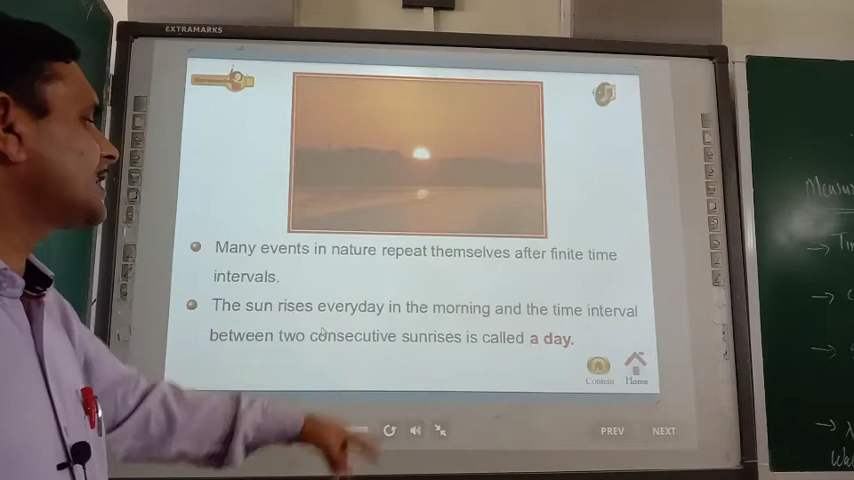 EXTRAMARKS
Many events in nature repeat themselves after finite time
intervals.
The Sun rises everyday in the morning and the time interval
between two consecutive sunrises is called a day.
Content
Home
PREV NEXT